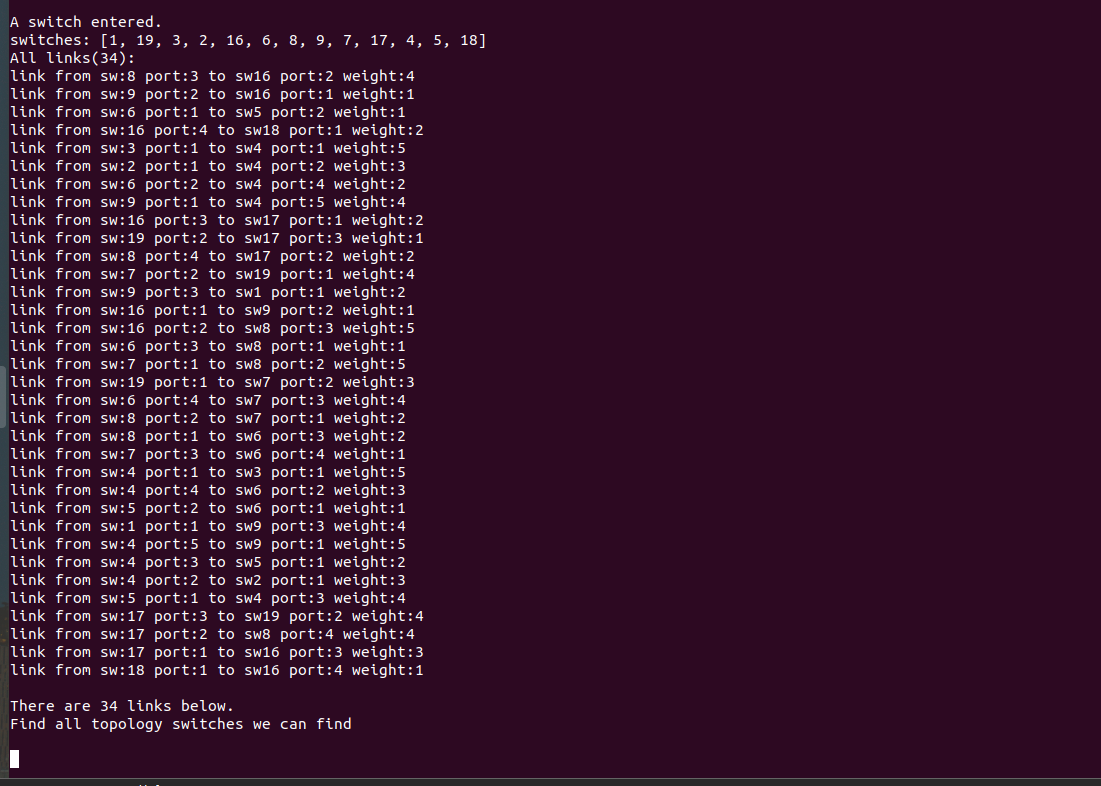 A switch entered.
switches: [1, 19, 3, 2, 16, 6, 8, 9, 7, 17, 4, 5, 18]
All links(34):
link from sw:8 port:3 to sw16 port:2 weight:4
link from sw:9 port:2 to sw16 port:1 weight:1
link from sw:6 port:1 to sw5 port:2 weight:1
link from sw:16 port:4 to sw18 port:1 weight:2
link from sw:3 port:1 to sw4 port:1 weight:5
link from sw:2 port:1 to sw4 port:2 weight:3
link from sw:6 port:2 to sw4 port:4 weight:2
link from sw:9 port:1 to sw4 port:5 weight:4
link from sw:16 port:3 to sw17 port:1 weight:2
link from sw:19 port:2 to sw17 port:3 weight:1
link from sw:8 port:4 to sw17 port:2 weight:2
link from sw:7 port:2 to sw19 port:1 weight:4
link from sw:9 port:3 to sw1 port:1 weight:2
link from sw:16 port:1 to sw9 port:2 weight:1
link from sw:16 port:2 to sw8 port:3 weight:5
link from sw:6 port:3 to sw8 port:1 weight:1
link from sw:7 port:1 to sw8 port:2 weight:5
link from sw:19 port:1 to sw7 port:2 weight:3
link from sw:6 port:4 to sw7 port:3 weight:4
link from sw:8 port:2 to sw7 port:1 weight:2
link from sw:8 port:1 to sw6 port:3 weight:2
link from sw:7 port:3 to sw6 port:4 weight:1
link from sw:4 port:1 to sw3 port:1 weight:5
link from sw:4 port:4 to sw6 port:2 weight:3
link from sw:5 port:2 to sw6 port:1 weight:1
link from sw:1 port:1 to sw9 port:3 weight:4
link from sw:4 port:5 to sw9 port:1 weight:5
link from sw:4 port:3 to sw5 port:1 weight:2
link from sw:4 port:2 to sw2 port:1 weight:3
link from sw:5 port:1 to sw4 port:3 weight:4
link from sw:17 port:3 to sw19 port:2 weight:4
link from sw:17 port:2 to sw8 port:4 weight:4
link from sw:17 port:1 to sw16 port:3 weight:3
link from sw:18 port:1 to sw16 port:4 weight:1
There are 34 links below.
Find all topology switches we can find